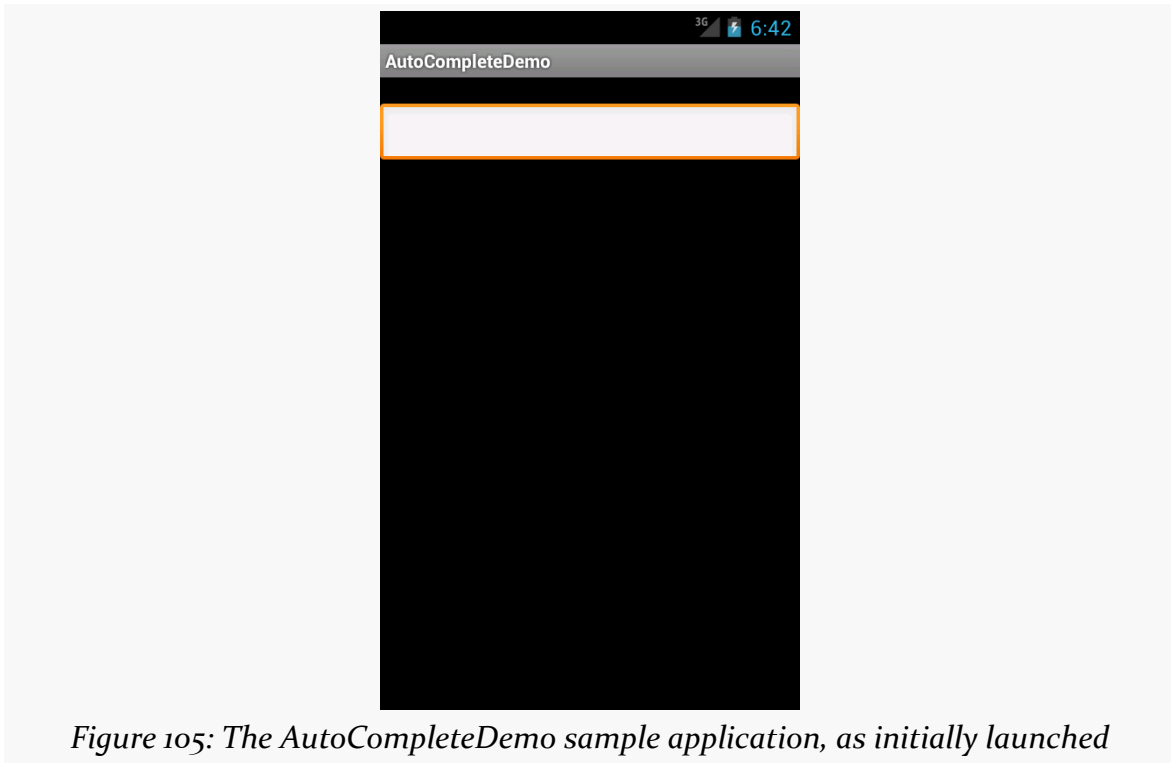 3G 6:42
AutoCompleteDemo
Figure 105: The AutoCompleteDemo sample application, as initially launched